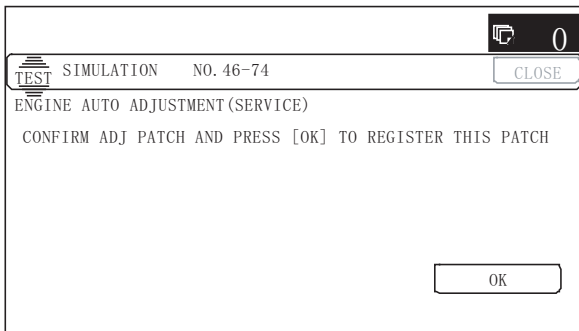 0
TEST SIMULATION NO. 46-74 CLOSE
ENGINE AUTO ADJUSTMENT(SERVICE)
CONFIRM ADJ PATCH AND PRESS [OK] TO REGISTER THIS PATCH
OK